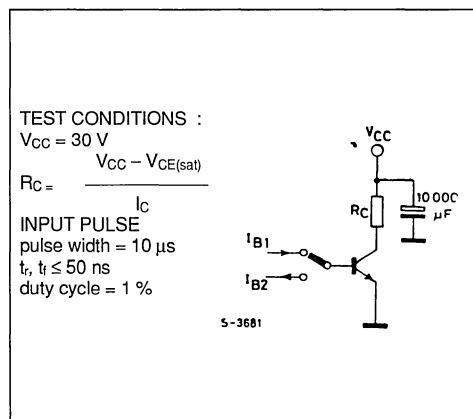 TEST CONDITIONS :
VCC = 30 V
RC = VCC – VCE(sat)
IC
INPUT PULSE
pulse width = 10 μs
tr, tf ≤ 50 ns
duty cycle = 1 %
VCC
RC
10000
μF
IB1
IB2
S-3681